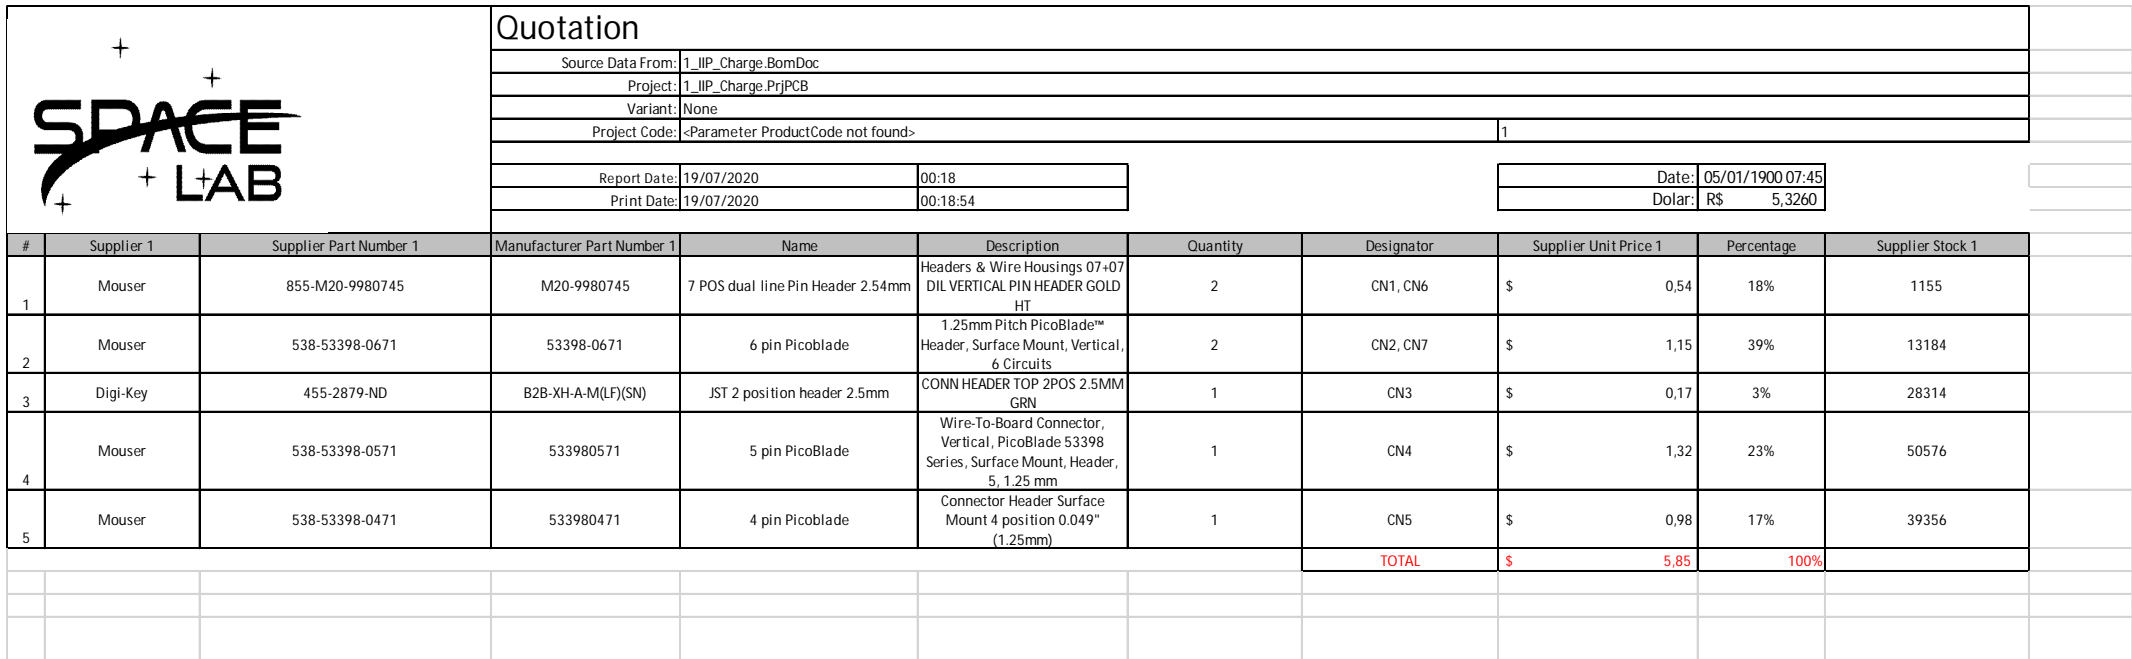 SPACE LAB
Quotation
Source Data From: 1_IIP_Charge.BomDoc
Project: 1_IIP_Charge.PrjPCB
Variant: None
Project Code: <Parameter ProductCode not found> 1
Report Date: 19/07/2020 00:18 Date: 05/01/1900 07:45
Print Date: 19/07/2020 00:18:54 Dolar: R$ 5,3260
# Supplier 1 Supplier Part Number 1 Manufacturer Part Number 1 Name Description Quantity Designator Supplier Unit Price 1 Percentage Supplier Stock 1
1 Mouser 855-M20-9980745 M20-9980745 7 POS dual line Pin Header 2.54mm Headers & Wire Housings 07+07 DIL VERTICAL PIN HEADER GOLD HT 2 CN1, CN6 $ 0,54 18% 1155
2 Mouser 538-53398-0671 53398-0671 6 pin Picoblade 1.25mm Pitch PicoBlade™ Header, Surface Mount, Vertical, 6 Circuits 2 CN2, CN7 $ 1,15 39% 13184
3 Digi-Key 455-2879-ND B2B-XH-A-M(LF)(SN) JST 2 position header 2.5mm CONN HEADER TOP 2POS 2.5MM GRN 1 CN3 $ 0,17 3% 28314
4 Mouser 538-53398-0571 533980571 5 pin PicoBlade Wire-To-Board Connector, Vertical, PicoBlade 53398 Series, Surface Mount, Header, 5, 1.25 mm 1 CN4 $ 1,32 23% 50576
5 Mouser 538-53398-0471 533980471 4 pin Picoblade Connector Header Surface Mount 4 position 0.049" (1.25mm) 1 CN5 $ 0,98 17% 39356
TOTAL $ 5,85 100%